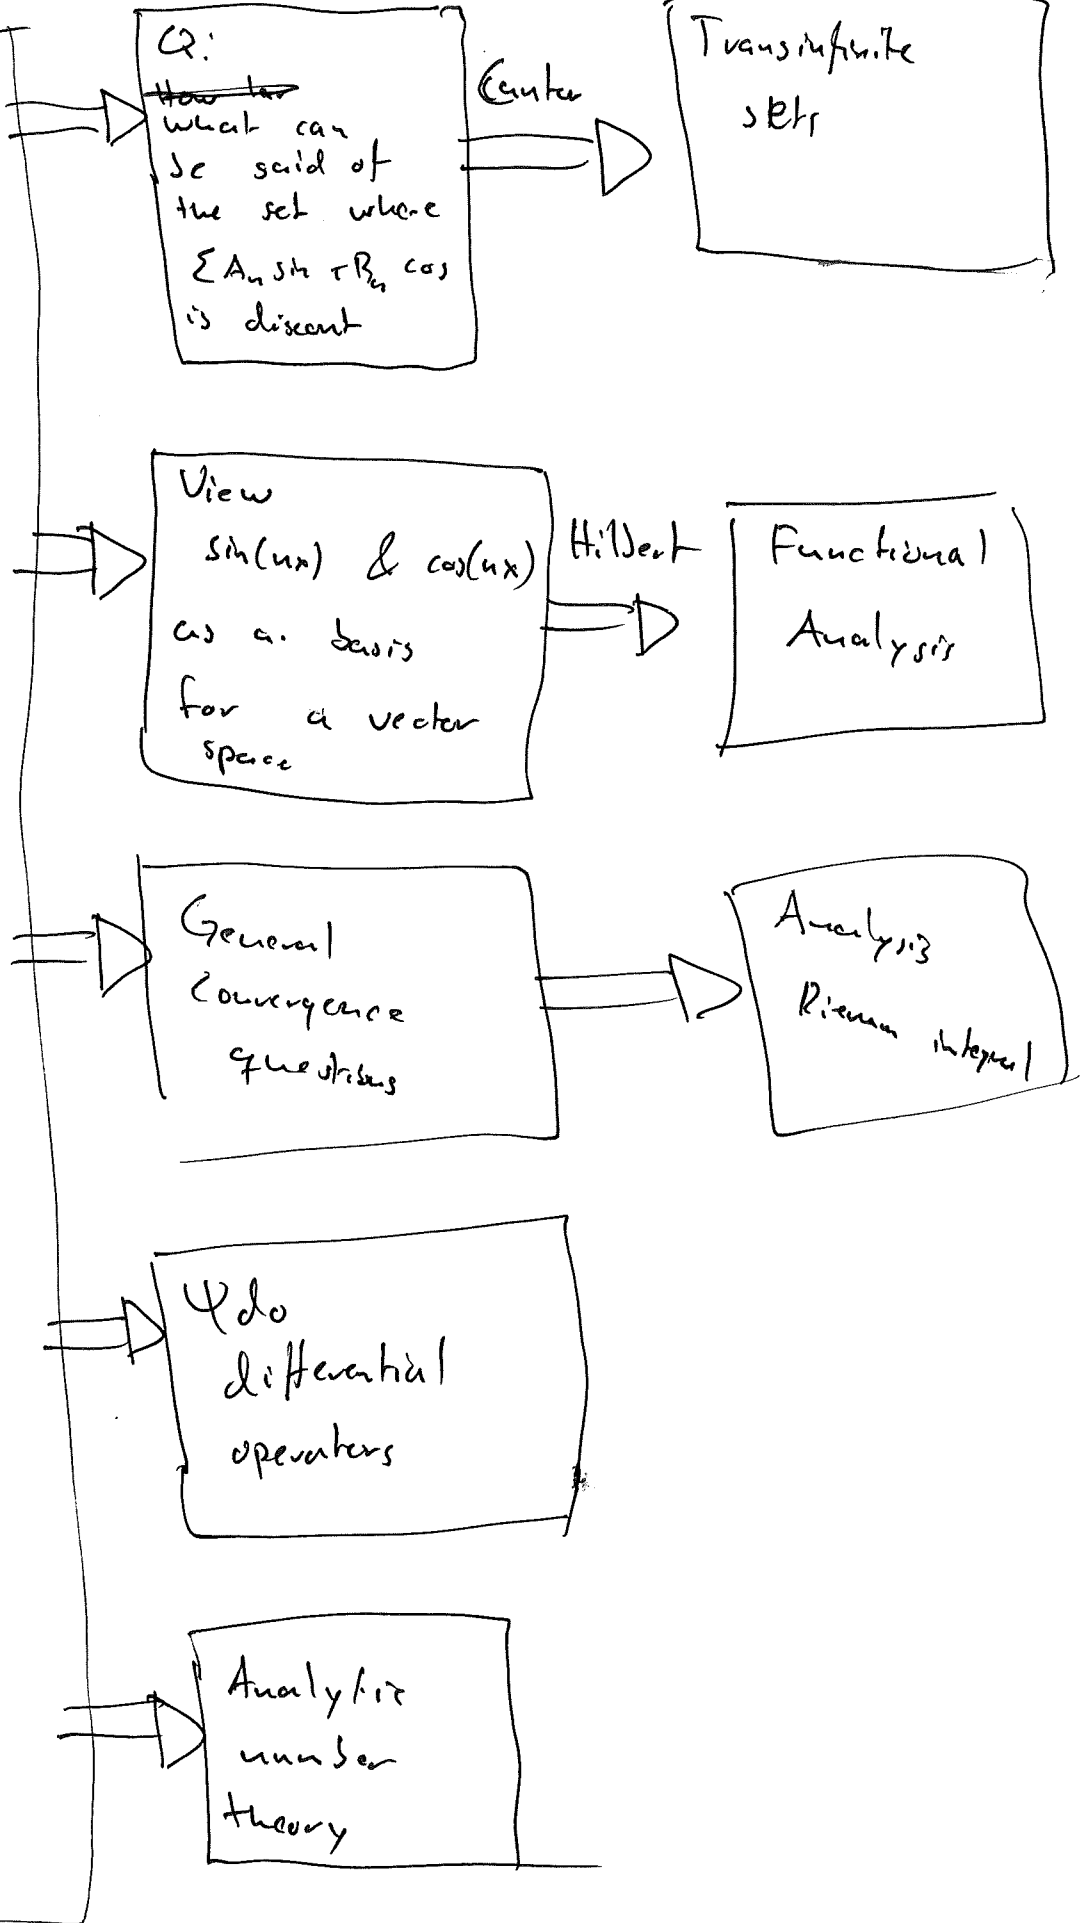 Q:
How far
what can
be said of
the set where
Σ An sin + Bn cos
is discont
Cantor
Transinfinite
sets
View
sin(nx) & cos(nx)
as a basis
for a vector
space
Hilbert
Functional
Analysis
General
Convergence
questions
Analysis
Riemann integral
Ψdo
differential
operators
Analytic
number
theory